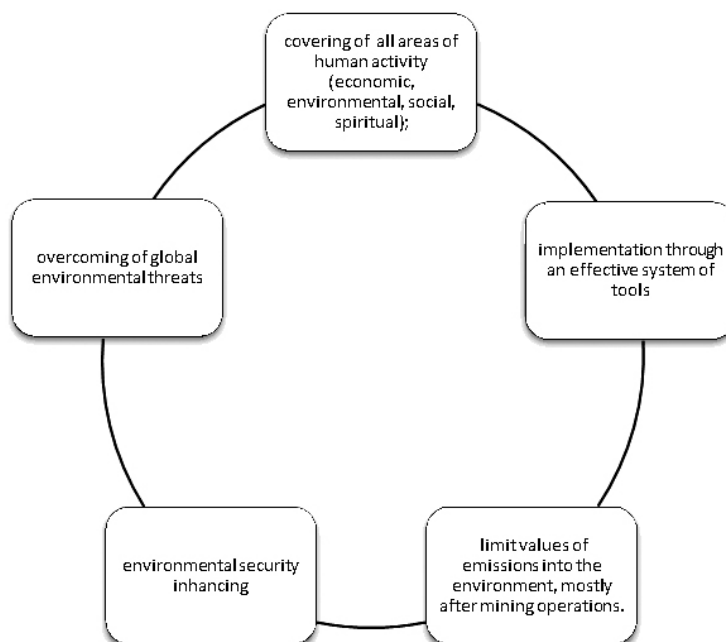 covering of all areas of
human activity
(economic,
environmental, social,
spiritual);
overcoming of global
environmental threats
implementation through
an effective system of
tools
environmental security
inhancing
limit values of
emissions into the
environment, mostly
after mining operations.